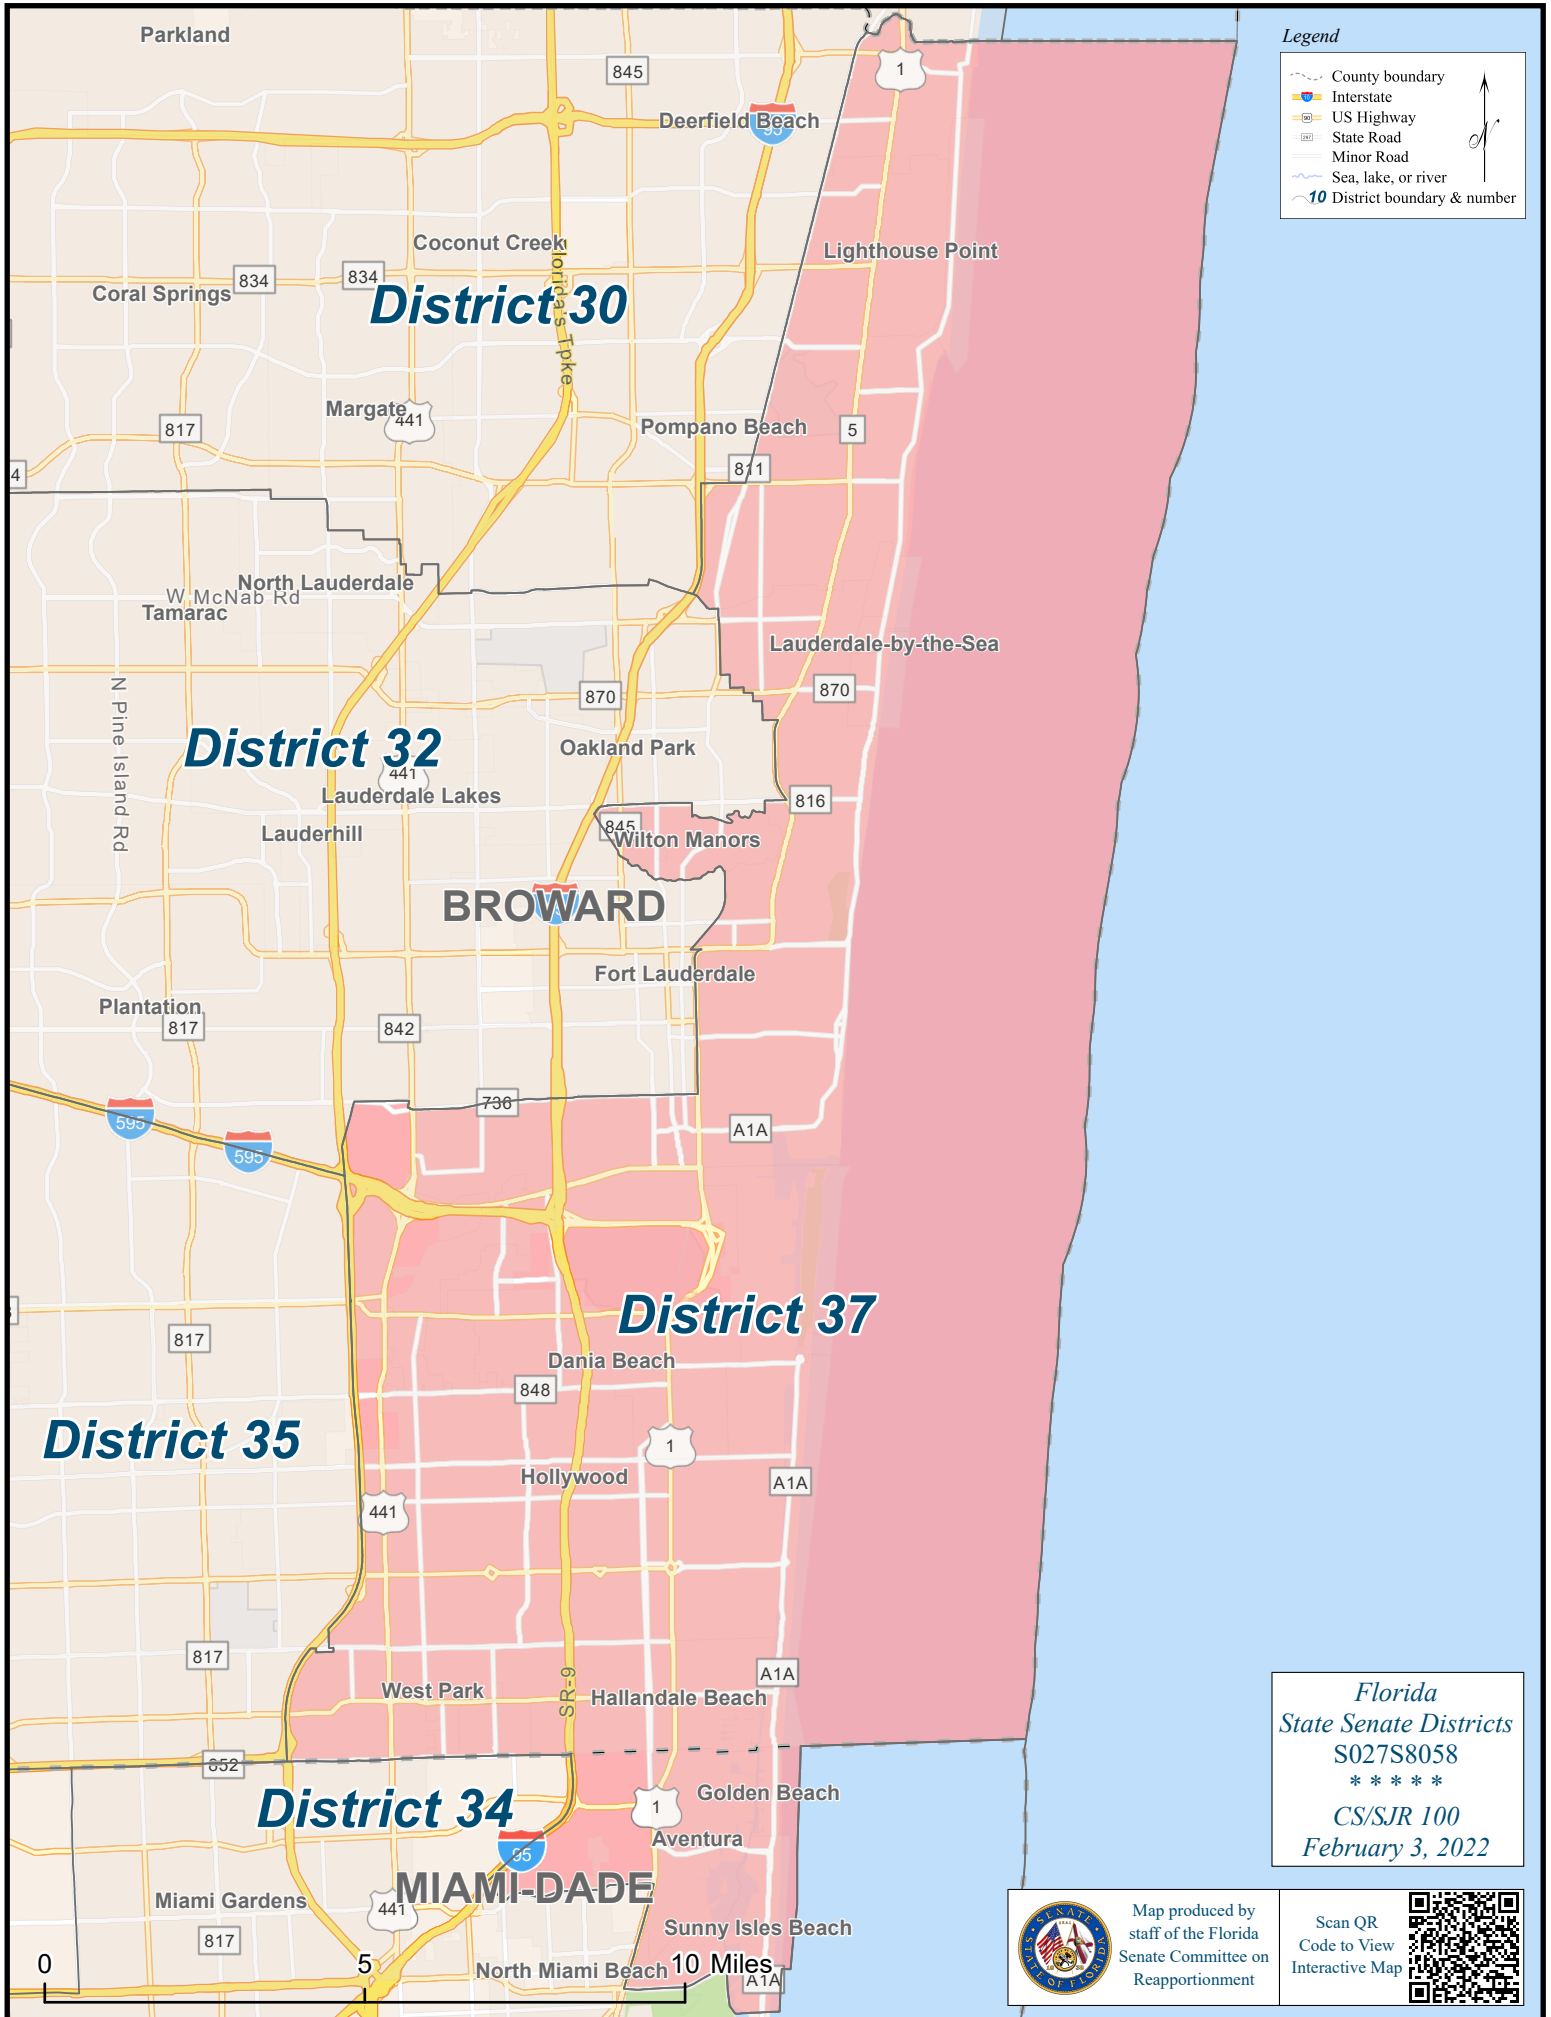 Parkland
845
1
Legend
County boundary
Interstate
US Highway
State Road
Minor Road
Sea, lake, or river
10 District boundary & number
N
Deerfield Beach
95
Coconut Creek
Lighthouse Point
Coral Springs
834
834
District 30
Florida's Tpke
Margate
441
817
Pompano Beach
5
811
4
North Lauderdale
W McNab Rd
Tamarac
Lauderdale-by-the-Sea
N Pine Island Rd
870
870
District 32
Oakland Park
441
Lauderdale Lakes
816
Lauderhill
845
Wilton Manors
BROWARD
Fort Lauderdale
Plantation
817
842
736
595
A1A
595
District 37
817
Dania Beach
848
District 35
1
Hollywood
A1A
441
817
A1A
West Park
SR-9
Hallandale Beach
852
District 34
Golden Beach
1
Aventura
95
MIAMI-DADE
Miami Gardens
441
817
Sunny Isles Beach
North Miami Beach
A1A
0 5 10 Miles
Florida
State Senate Districts
S027S8058
* * * * *
CS/SJR 100
February 3, 2022
SENATE
STATE OF FLORIDA
Map produced by
staff of the Florida
Senate Committee on
Reapportionment
Scan QR
Code to View
Interactive Map